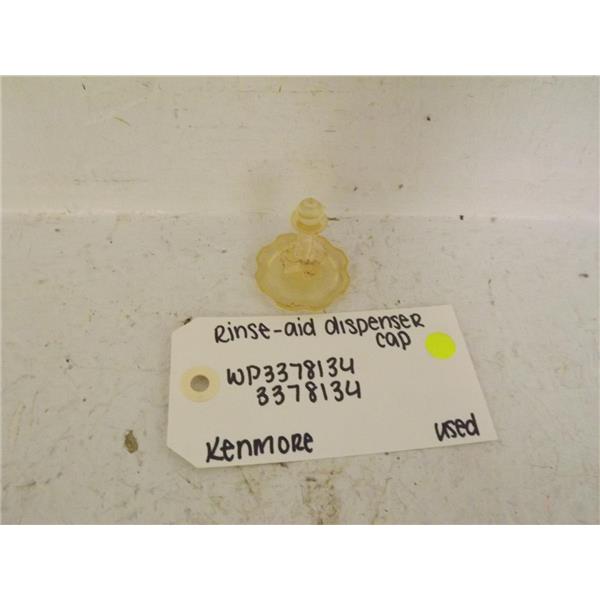 Rinse-aid dispenser
cap
WP3378134
3378134
Kenmore
used